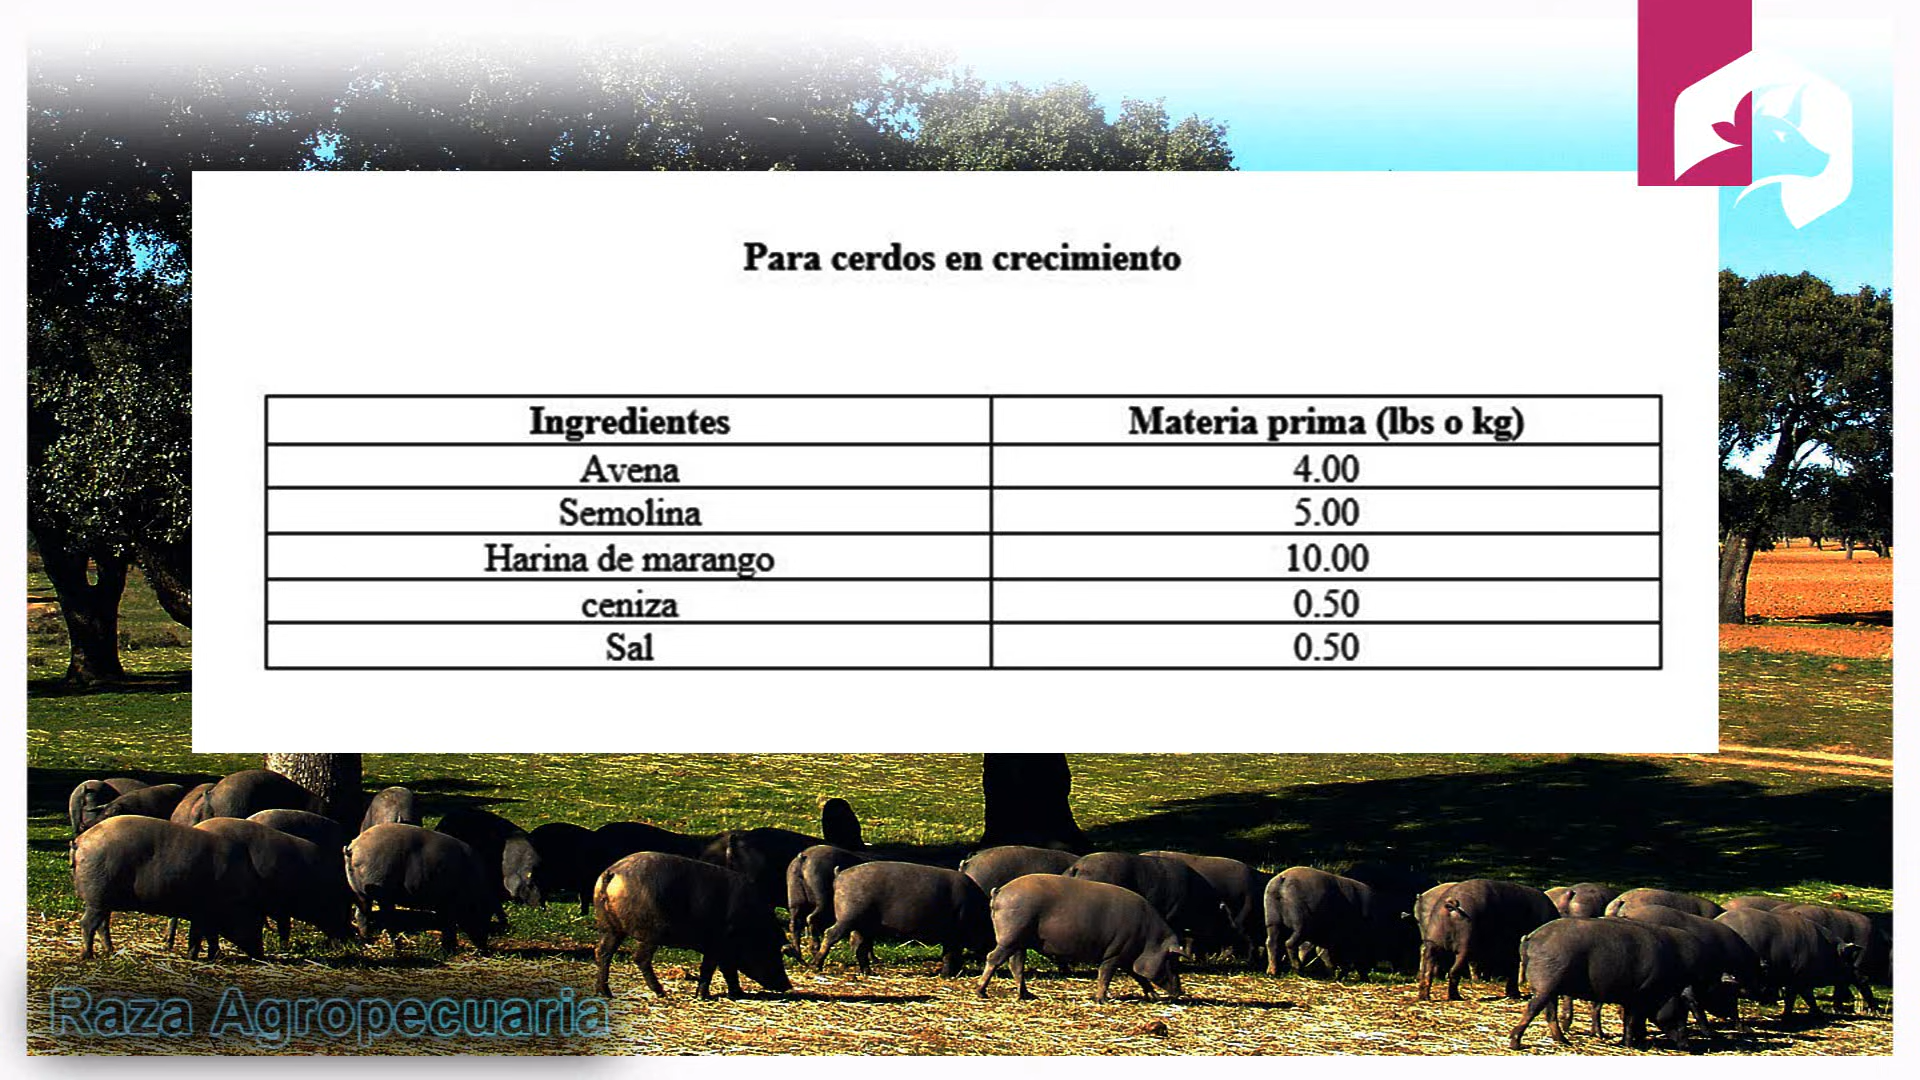 Para cerdos en crecimiento
Ingredientes Materia prima (lbs o kg)
Avena 4.00
Semolina 5.00
Harina de marango 10.00
ceniza 0.50
Sal 0.50
Raza Agropecuaria